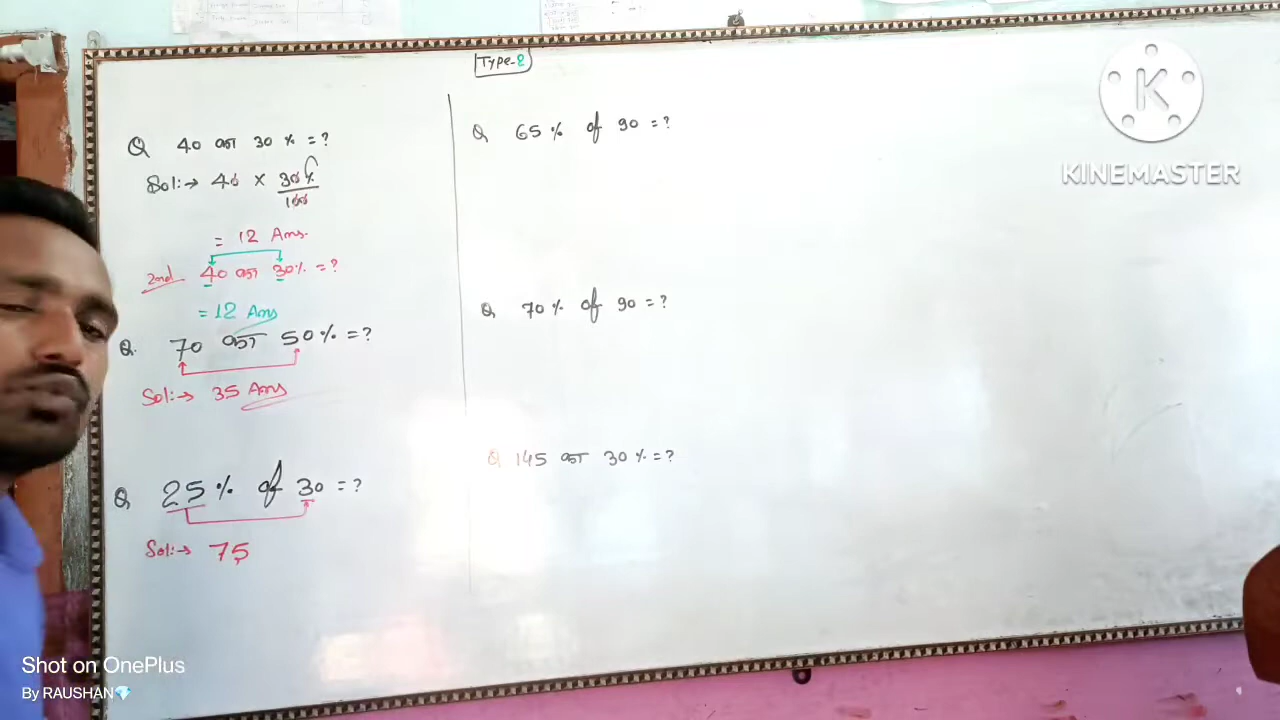 Type-2
Q 40 का 30 % = ?
Sol:→ 40 × 30%/100
= 12 Ans.
2nd 40 का 30% = ?
= 12 Ans
Q. 70 का 50% = ?
Sol:→ 35 Ans
Q 25% of 30 = ?
Sol:→ 75
Q 65% of 90 = ?
Q 70% of 90 = ?
Q 145 का 30% = ?
KINEMASTER
Shot on OnePlus
By RAUSHAN💎